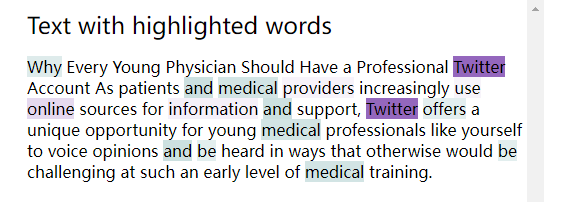 Text with highlighted words
Why Every Young Physician Should Have a Professional Twitter
Account As patients and medical providers increasingly use
online sources for information and support, Twitter offers a
unique opportunity for young medical professionals like yourself
to voice opinions and be heard in ways that otherwise would be
challenging at such an early level of medical training.